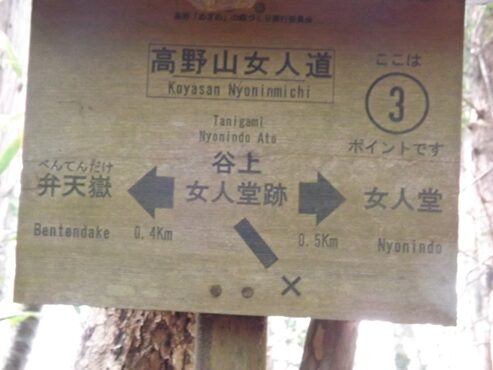 高野山女人道
Koyasan Nyoninmichi
ここは
3
ポイントです
Tanigami
Nyonindo Ato
谷上
女人堂跡
べんてんだけ
弁天嶽
Bentendake
0.4Km
女人堂
Nyonindo
0.5Km
×